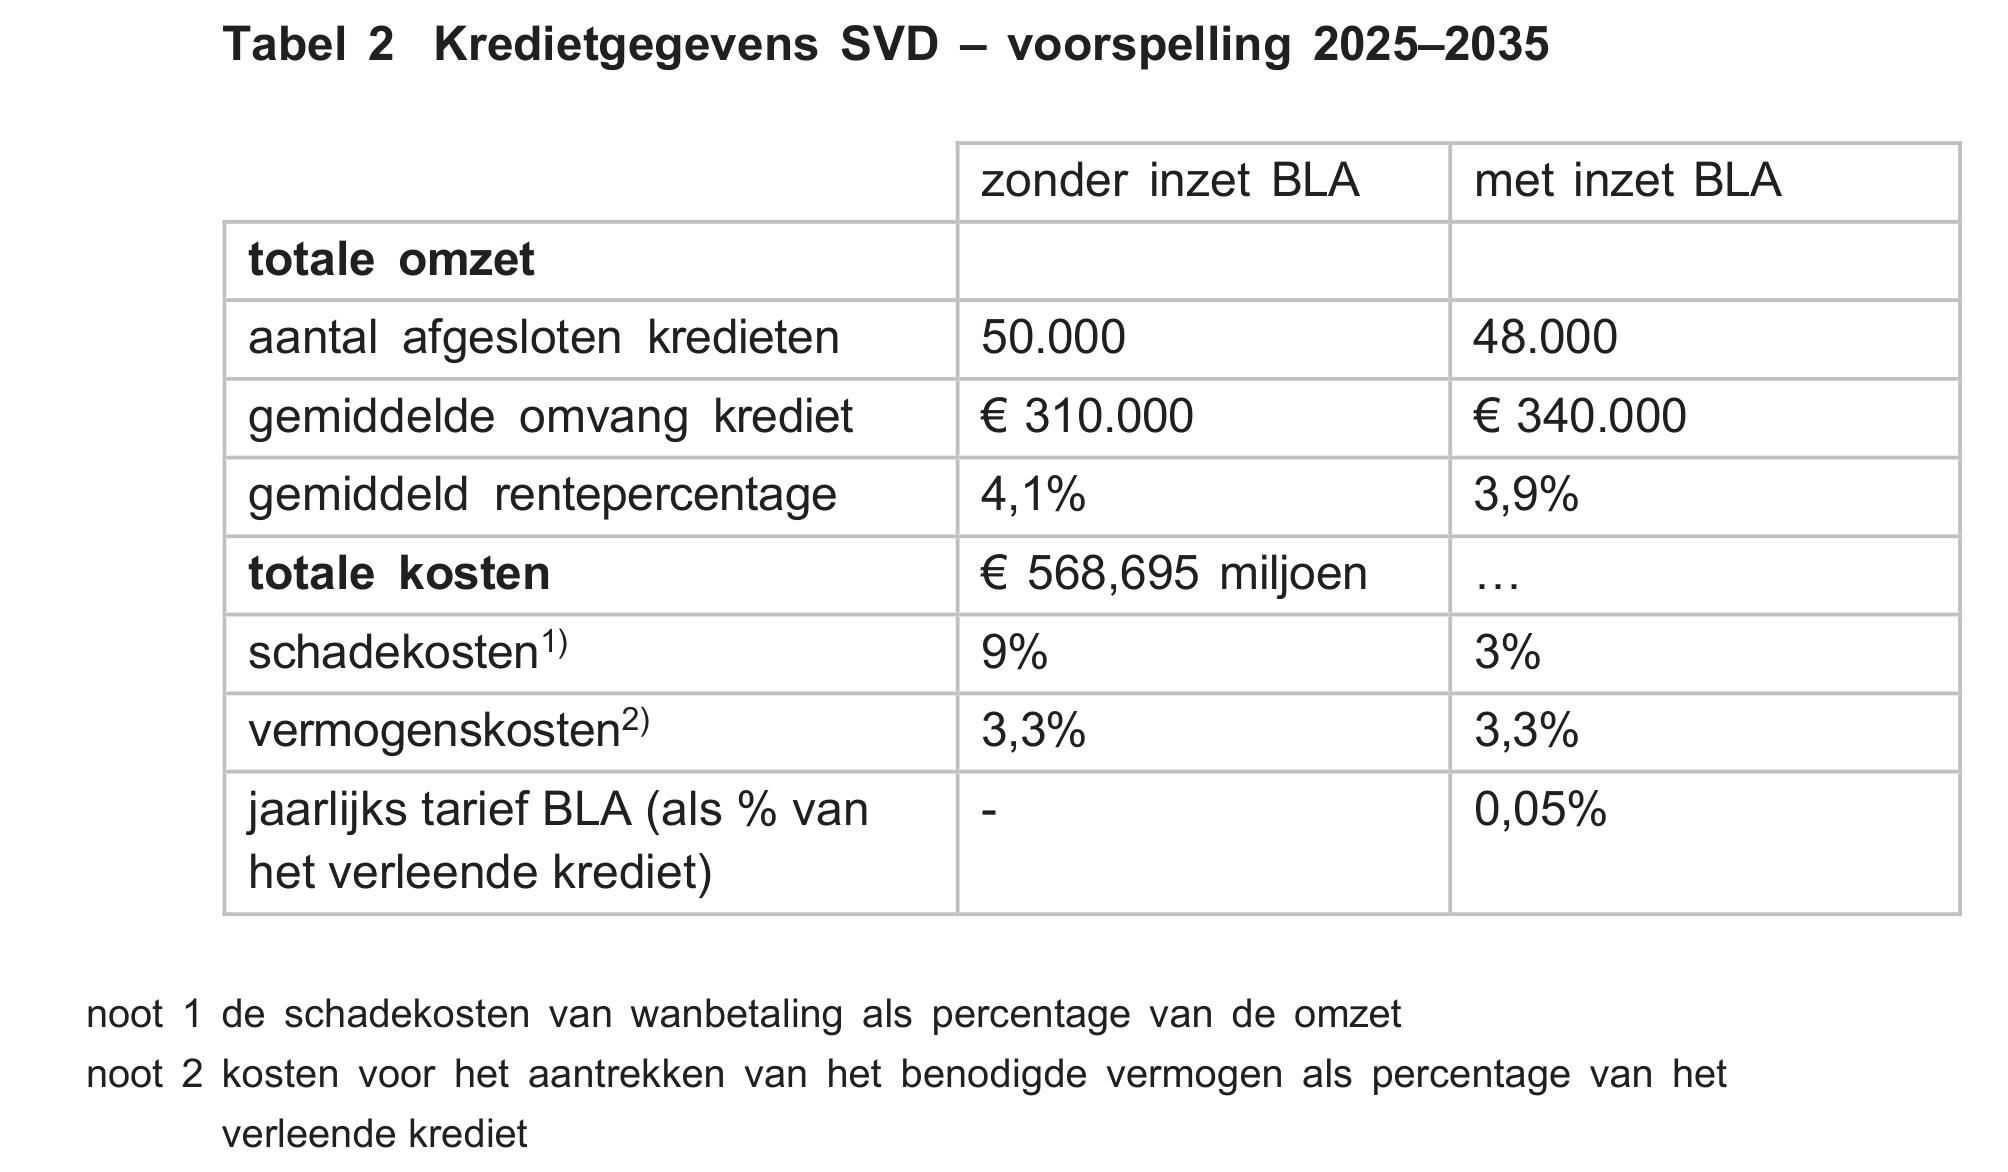 Tabel 2 Kredietgegevens SVD – voorspelling 2025–2035
zonder inzet BLA met inzet BLA
totale omzet
aantal afgesloten kredieten 50.000 48.000
gemiddelde omvang krediet € 310.000 € 340.000
gemiddeld rentepercentage 4,1% 3,9%
totale kosten € 568,695 miljoen …
schadekosten1) 9% 3%
vermogenskosten2) 3,3% 3,3%
jaarlijks tarief BLA (als % van - 0,05%
het verleende krediet)
noot 1 de schadekosten van wanbetaling als percentage van de omzet
noot 2 kosten voor het aantrekken van het benodigde vermogen als percentage van het
verleende krediet